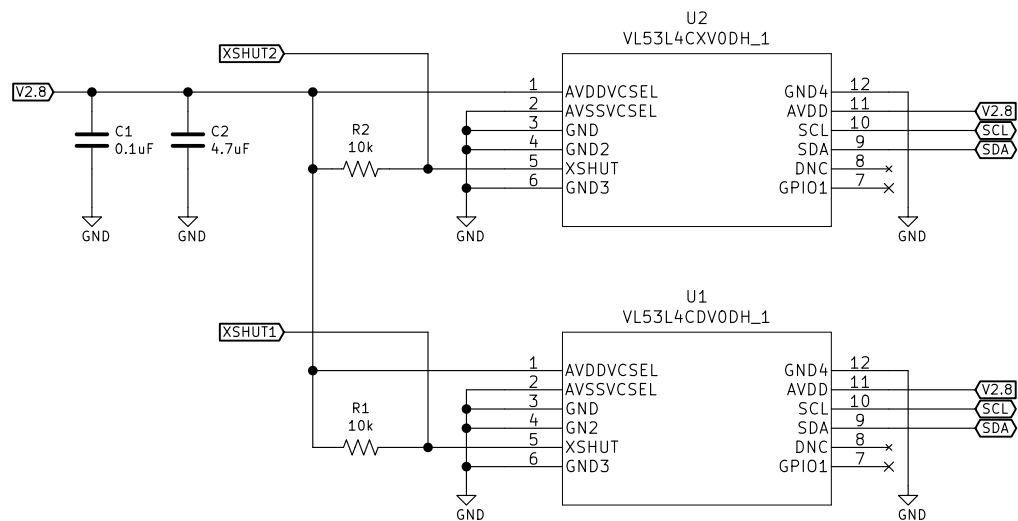 U2
VL53L4CXV0DH_1
XSHUT2
V2.8
C1
0.1uF
C2
4.7uF
R2
10k
1 AVDDVCSEL
2 AVSSVCSEL
3 GND
4 GND2
5 XSHUT
6 GND3
GND4 12
AVDD 11 V2.8
SCL 10 SCL
SDA 9 SDA
DNC 8
GPIO1 7
GND
GND
GND
GND
U1
VL53L4CDV0DH_1
XSHUT1
R1
10k
1 AVDDVCSEL
2 AVSSVCSEL
3 GND
4 GN2
5 XSHUT
6 GND3
GND4 12
AVDD 11 V2.8
SCL 10 SCL
SDA 9 SDA
DNC 8
GPIO1 7
GND
GND